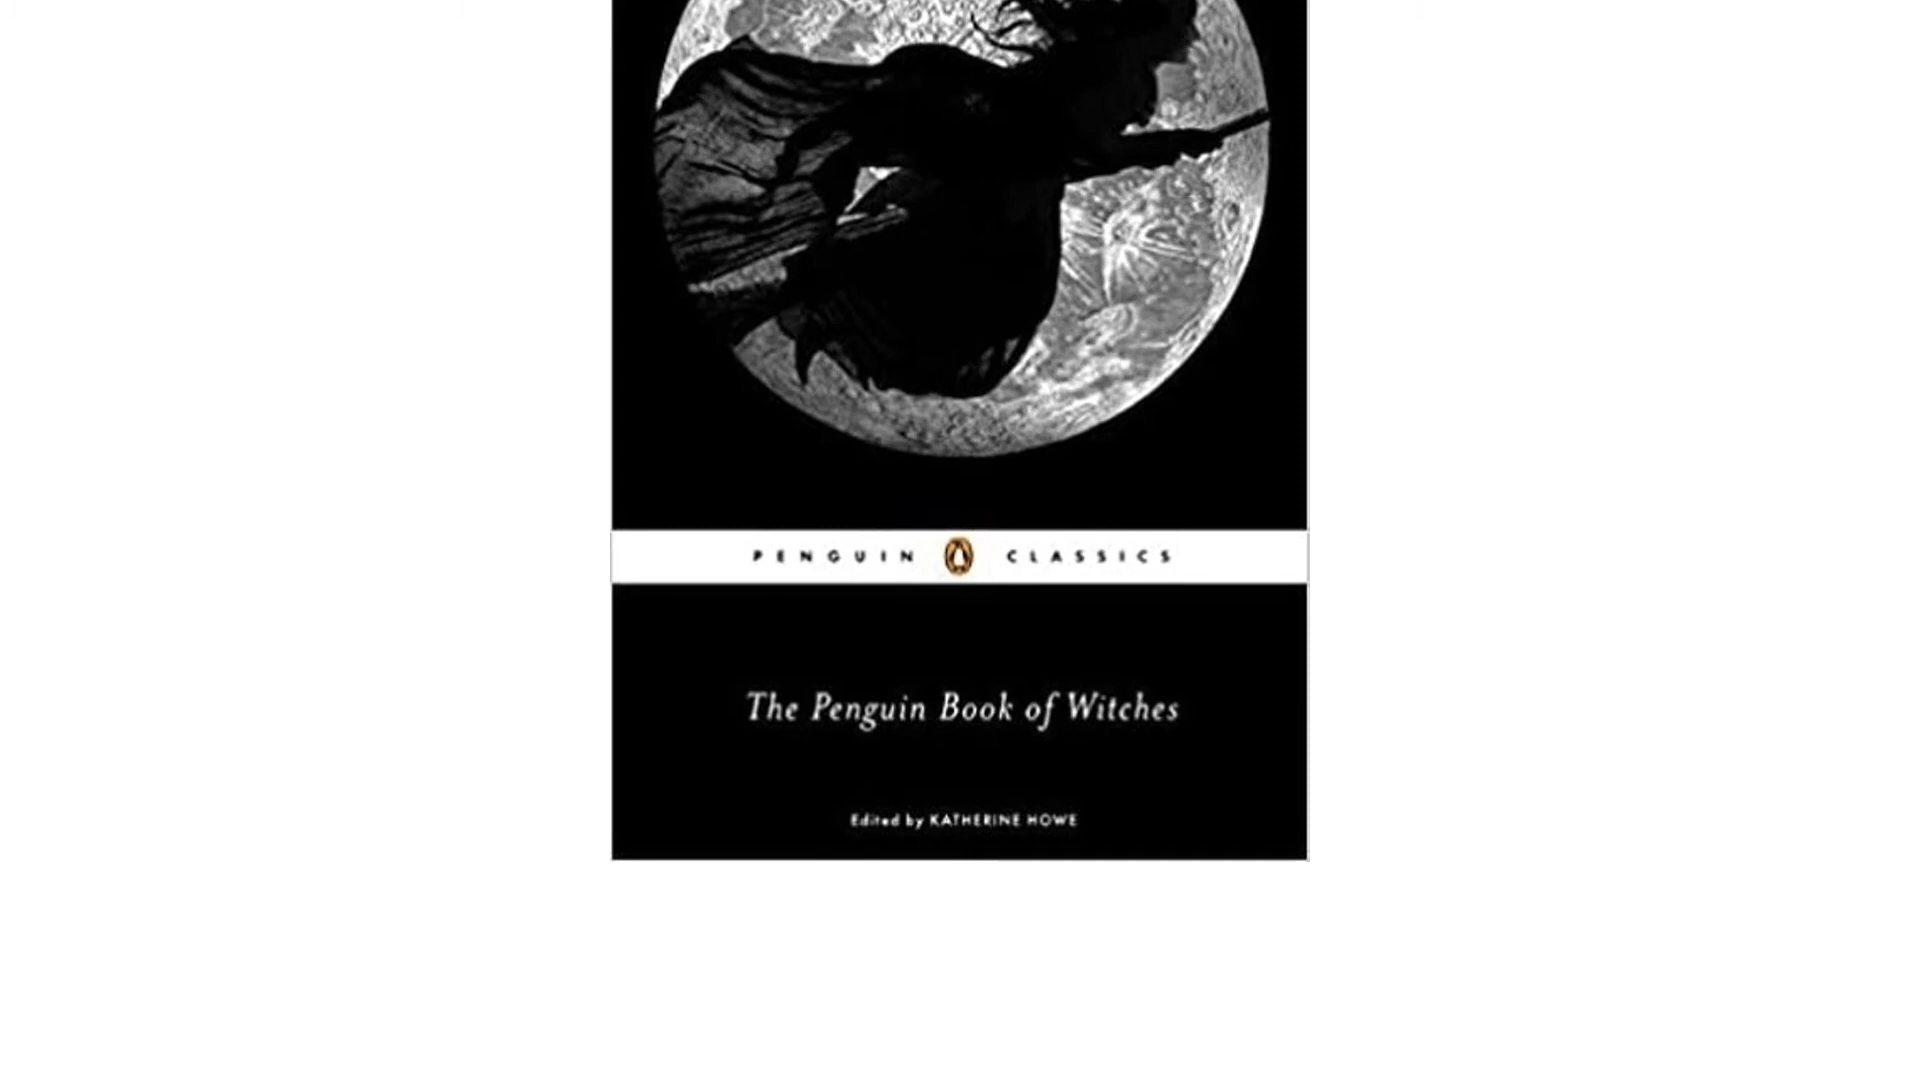 PENGUIN CLASSICS
The Penguin Book of Witches
Edited by KATHERINE HOWE